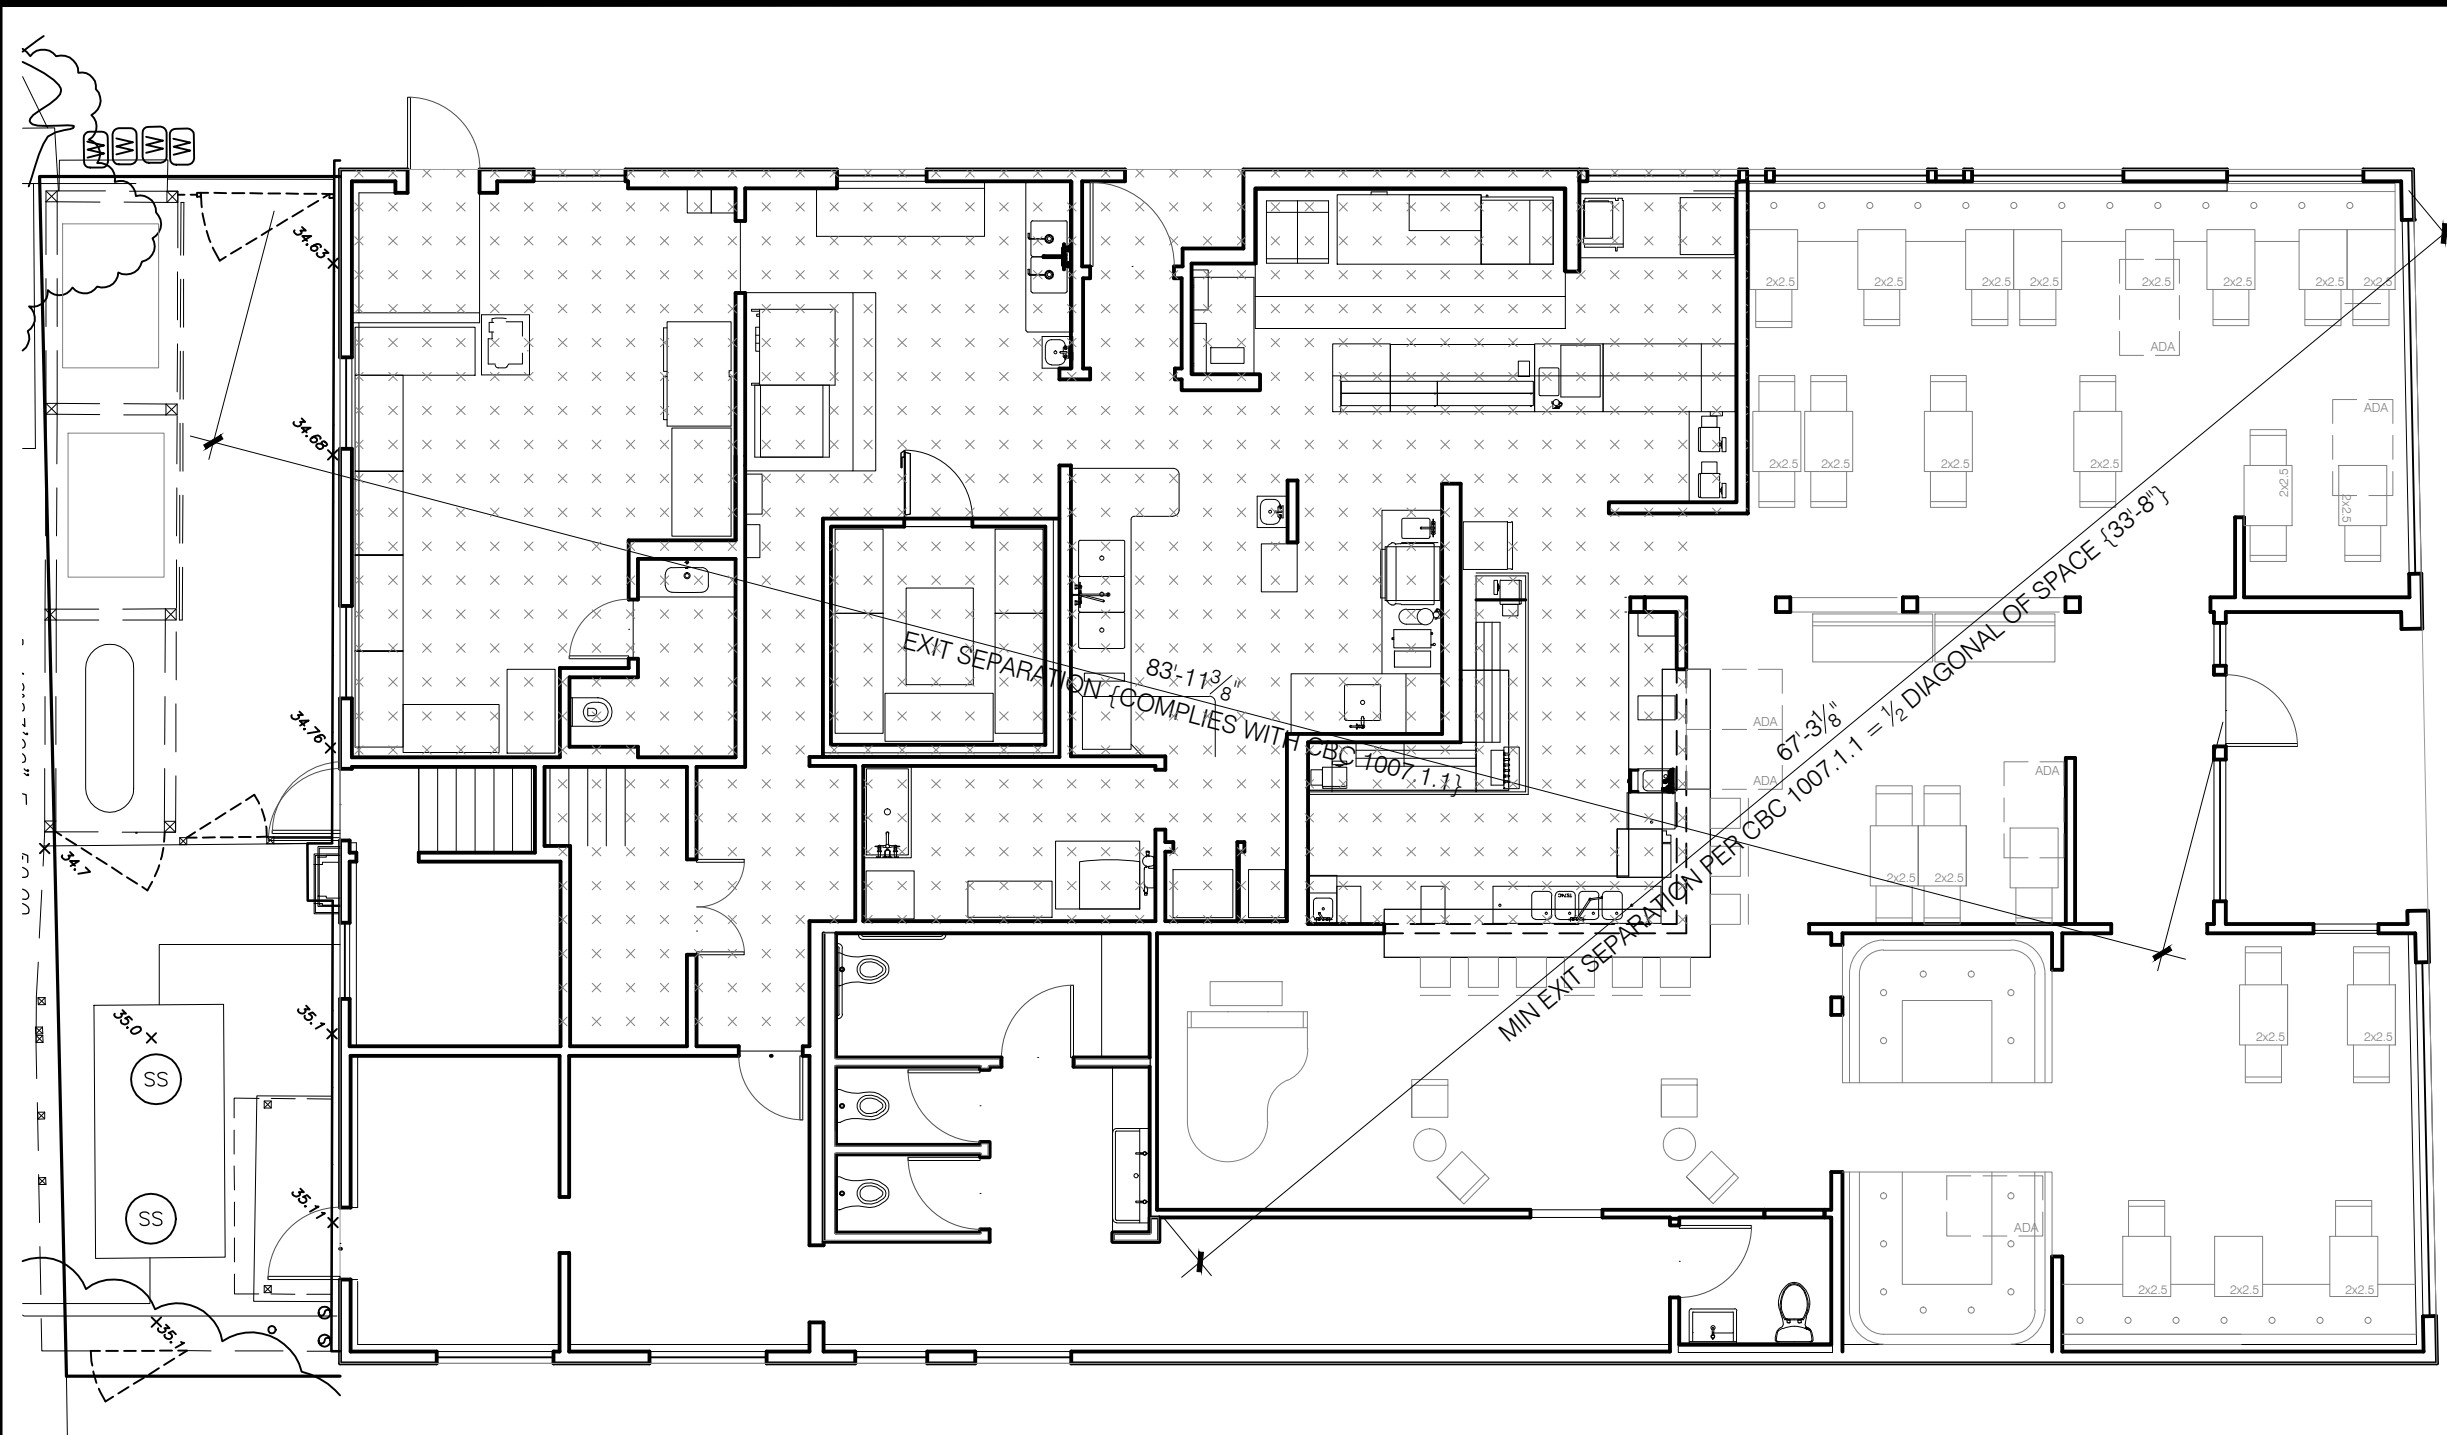 W W W W
34.63
34.68
34.76
34.7
35.0
35.1
35.11
35.1
SS
SS
S
S
2x2.5 2x2.5 2x2.5 2x2.5 2x2.5 2x2.5 2x2.5 2x2.5
ADA
ADA
2x2.5 2x2.5 2x2.5 2x2.5 2x2.5 2x2.5
83'-11 3/8"
EXIT SEPARATION {COMPLIES WITH CBC 1007.1.1}
67'-3 1/8"
MIN EXIT SEPARATION PER CBC 1007.1.1 = 1/2 DIAGONAL OF SPACE {33'-8"}
ADA
ADA
ADA
2x2.5 2x2.5
2x2.5 2x2.5
ADA
2x2.5 2x2.5 2x2.5